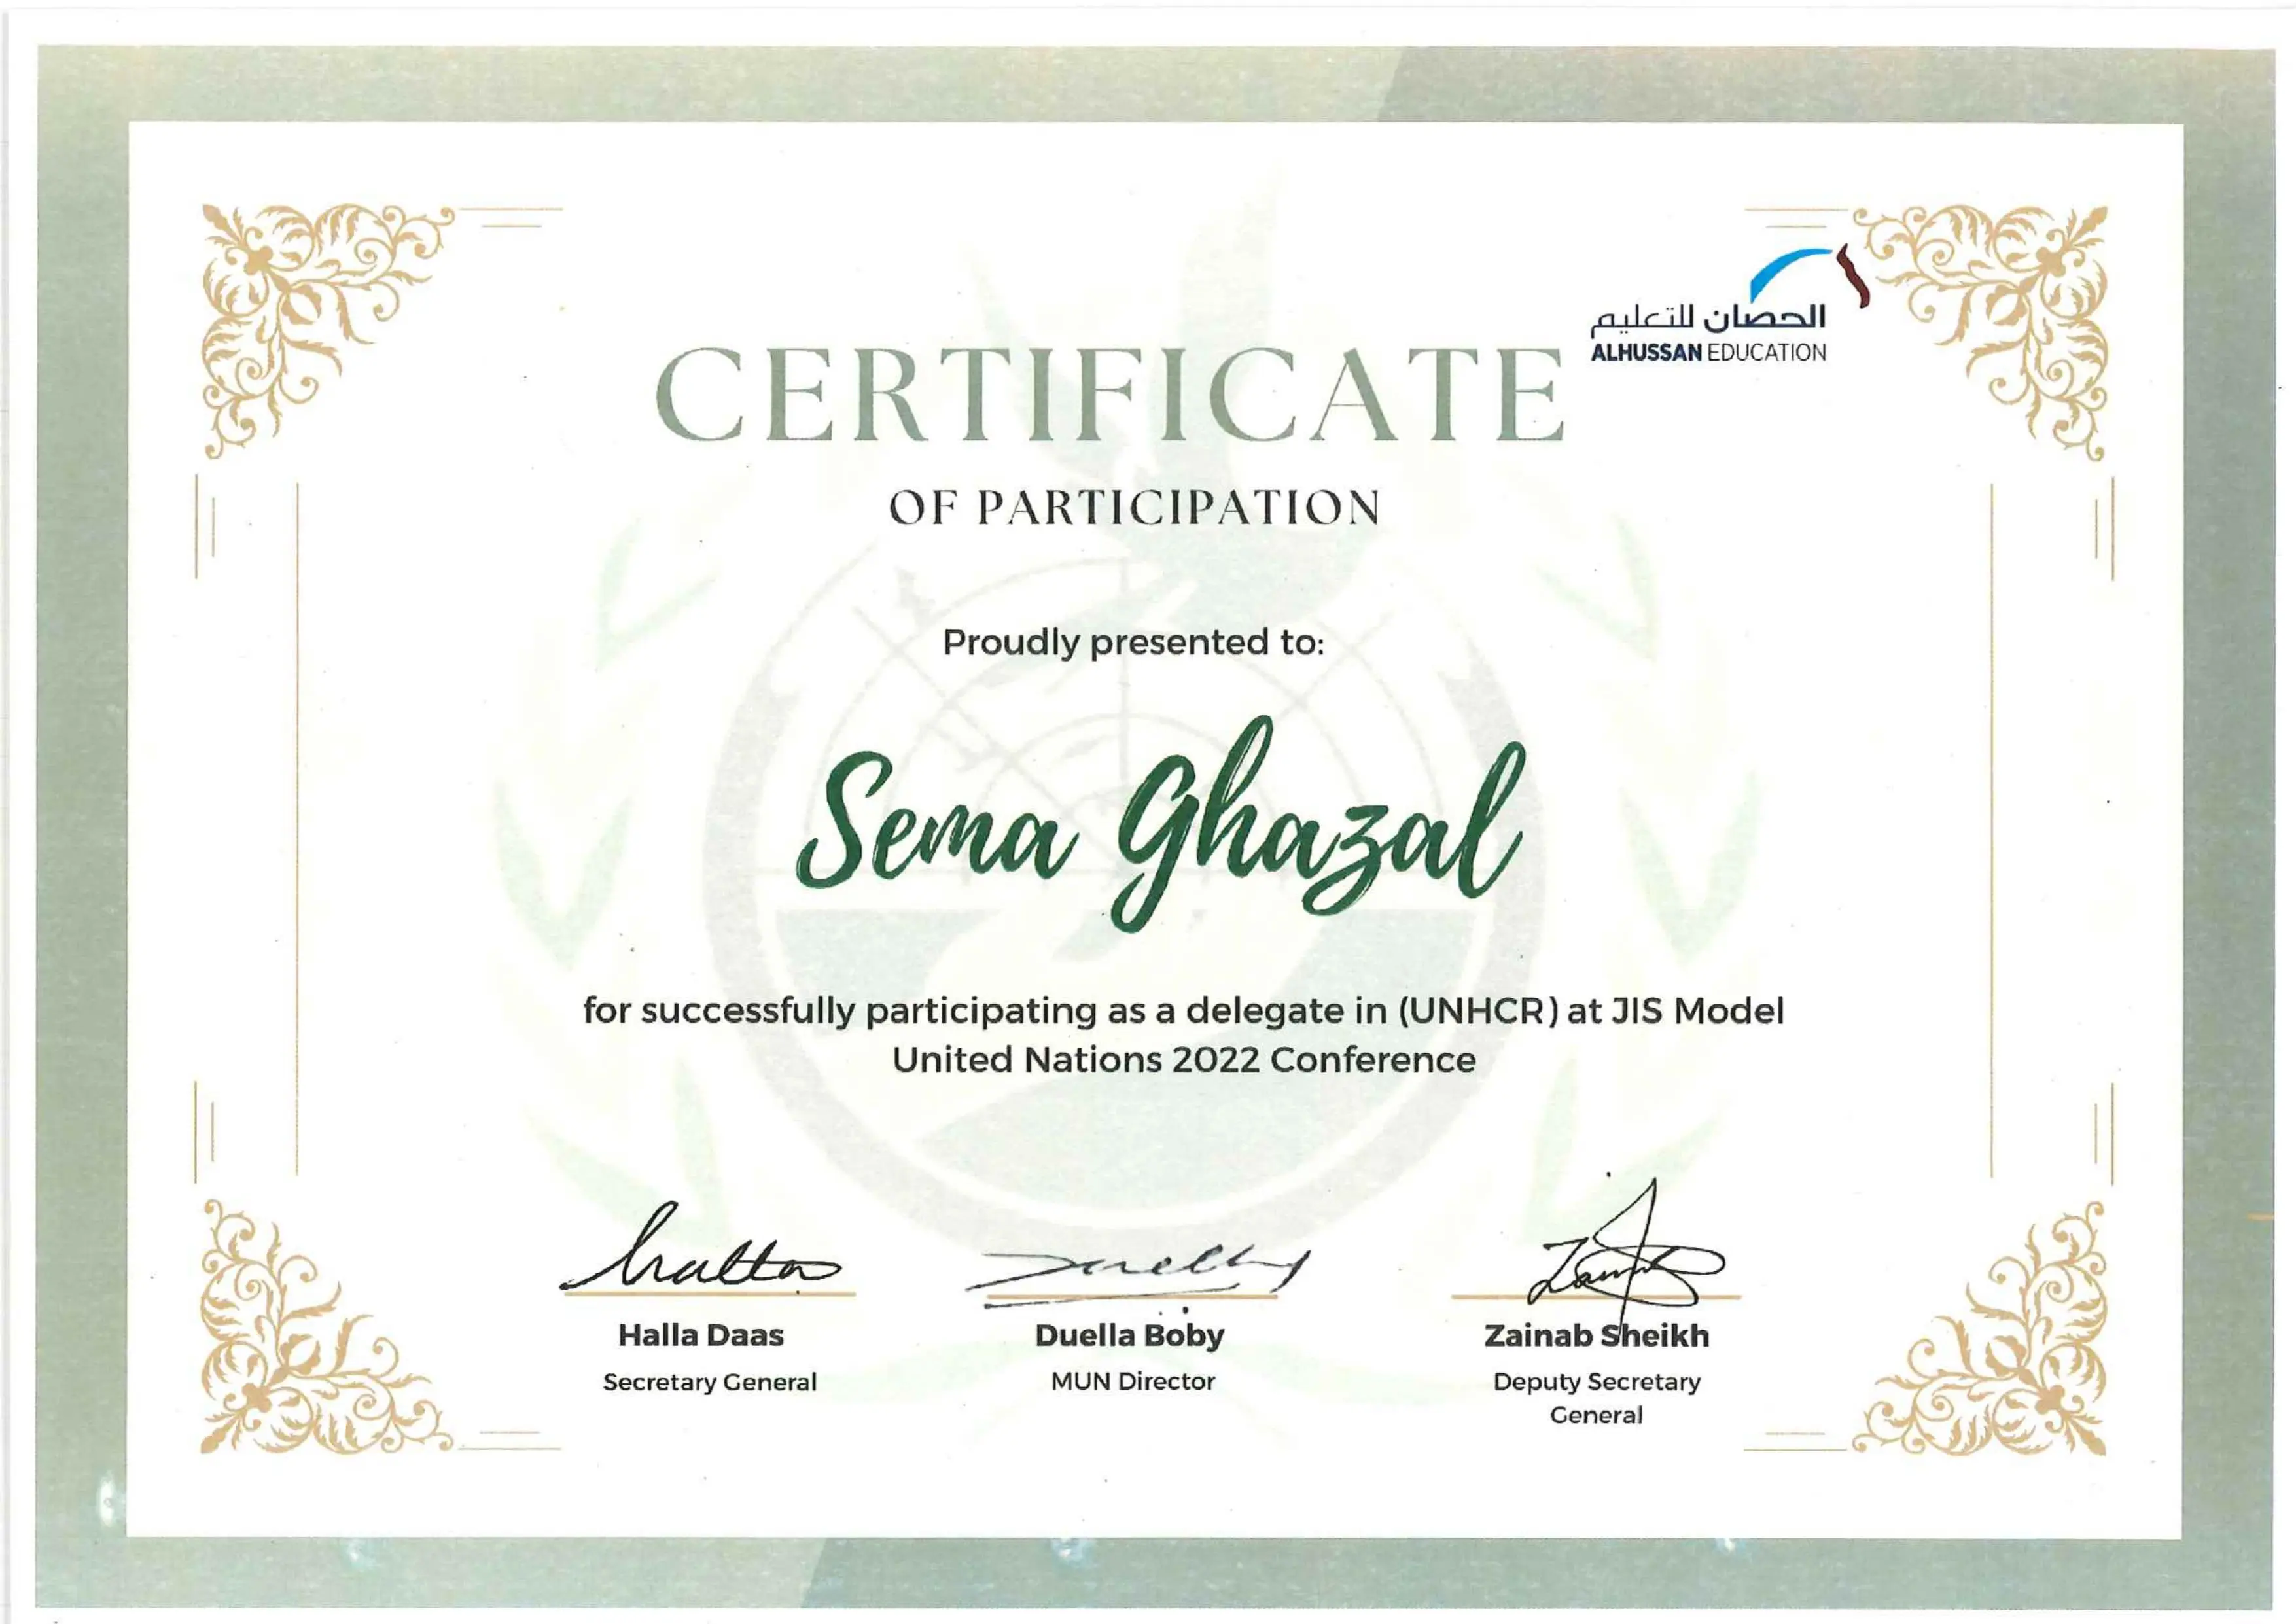 الحصان للتعليم
ALHUSSAN EDUCATION
CERTIFICATE
OF PARTICIPATION
Proudly presented to:
Sema Ghazal
for successfully participating as a delegate in (UNHCR) at JIS Model
United Nations 2022 Conference
Halla Daas
Secretary General
Duella Boby
MUN Director
Zainab Sheikh
Deputy Secretary
General